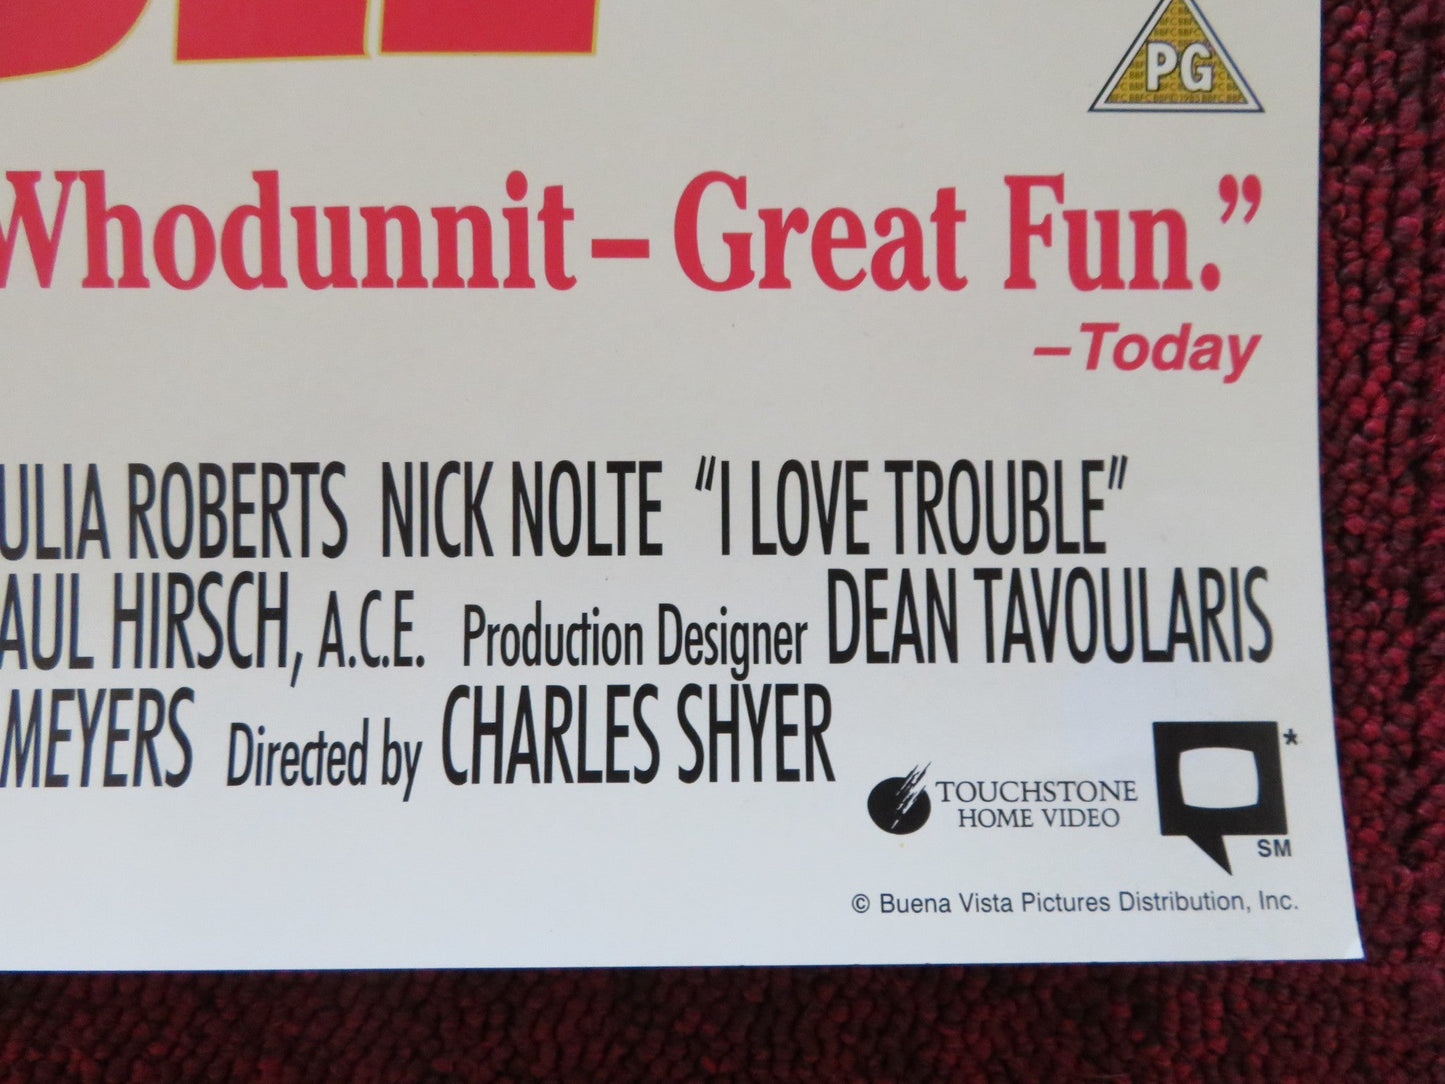 PG
Whodunnit – Great Fun.”
– Today
ULIA ROBERTS NICK NOLTE “I LOVE TROUBLE”
AUL HIRSCH, A.C.E. Production Designer DEAN TAVOULARIS
MEYERS Directed by CHARLES SHYER
TOUCHSTONE
HOME VIDEO
*
SM
© Buena Vista Pictures Distribution, Inc.